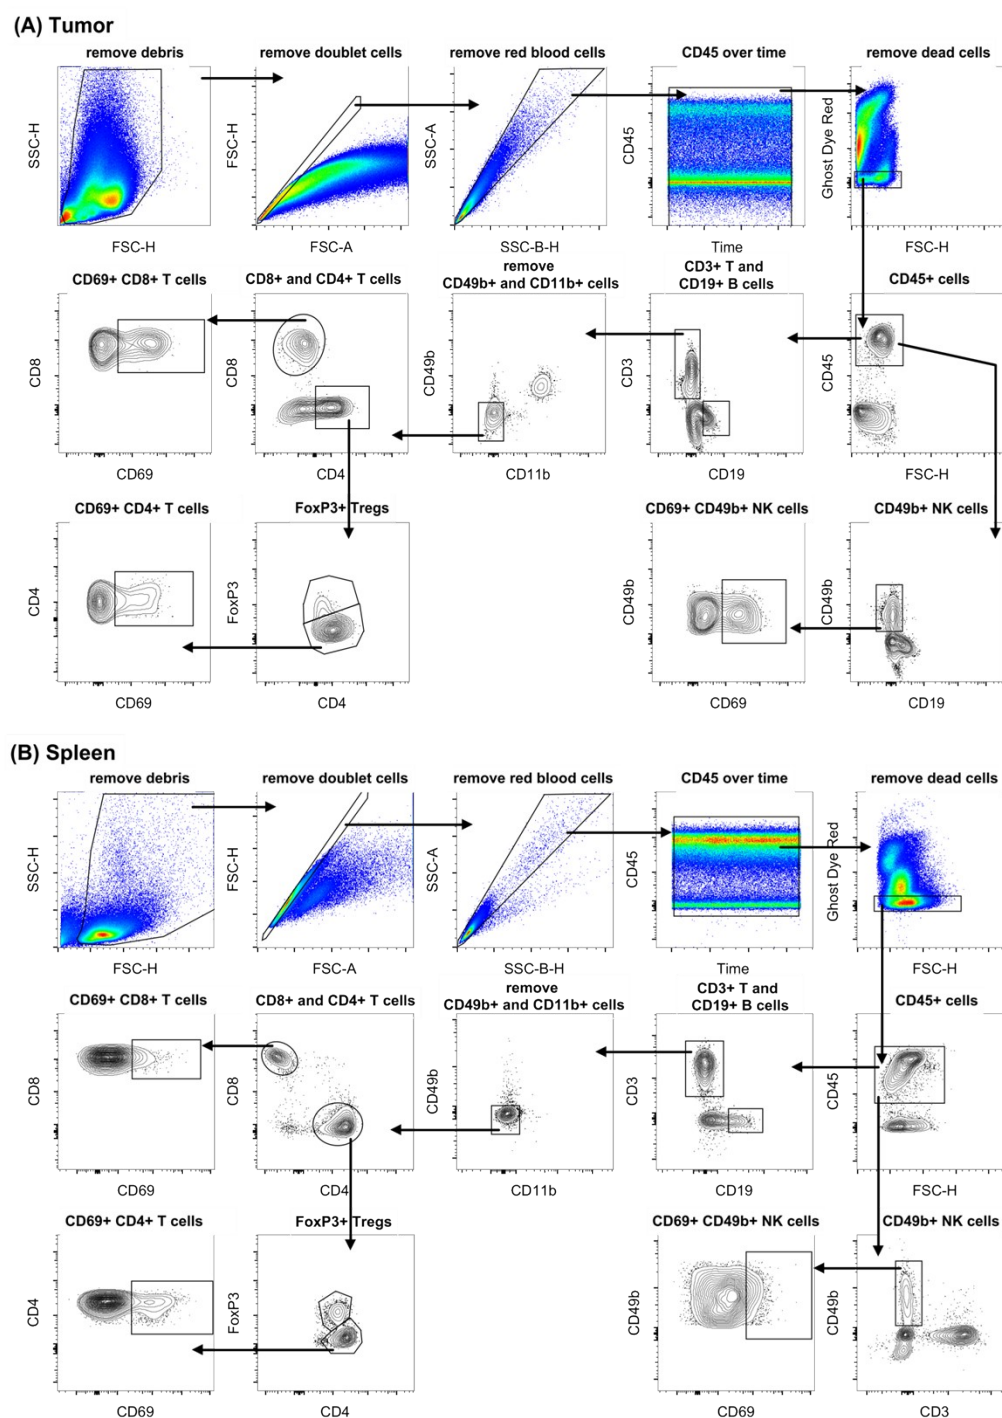 (A) Tumor
remove debris
remove doublet cells
remove red blood cells
CD45 over time
remove dead cells
SSC-H
FSC-H
SSC-A
CD45
Ghost Dye Red
FSC-H
FSC-A
SSC-B-H
Time
FSC-H
CD69+ CD8+ T cells
CD8+ and CD4+ T cells
remove
CD49b+ and CD11b+ cells
CD3+ T and
CD19+ B cells
CD45+ cells
CD8
CD8
CD49b
CD3
CD45
CD69
CD4
CD11b
CD19
FSC-H
CD69+ CD4+ T cells
FoxP3+ Tregs
CD69+ CD49b+ NK cells
CD49b+ NK cells
CD4
FoxP3
CD49b
CD49b
CD69
CD4
CD69
CD19
(B) Spleen
remove debris
remove doublet cells
remove red blood cells
CD45 over time
remove dead cells
SSC-H
FSC-H
SSC-A
CD45
Ghost Dye Red
FSC-H
FSC-A
SSC-B-H
Time
FSC-H
CD69+ CD8+ T cells
CD8+ and CD4+ T cells
remove
CD49b+ and CD11b+ cells
CD3+ T and
CD19+ B cells
CD45+ cells
CD8
CD8
CD49b
CD3
CD45
CD69
CD4
CD11b
CD19
FSC-H
CD69+ CD4+ T cells
FoxP3+ Tregs
CD69+ CD49b+ NK cells
CD49b+ NK cells
CD4
FoxP3
CD49b
CD49b
CD69
CD4
CD69
CD3